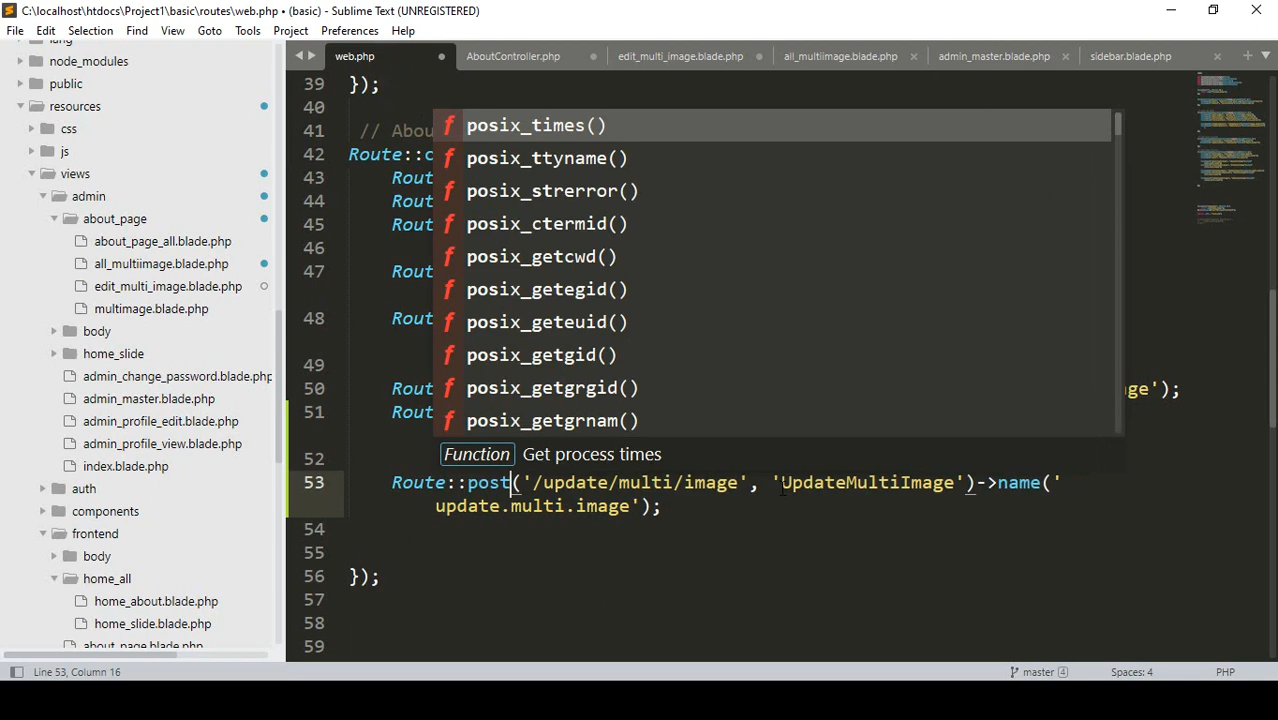 C:\localhost\htdocs\Project1\basic\routes\web.php • (basic) - Sublime Text (UNREGISTERED)
File Edit Selection Find View Goto Tools Project Preferences Help
web.php AboutController.php edit_multi_image.blade.php all_multiimage.blade.php admin_master.blade.php sidebar.blade.php
node_modules
public
resources
css
js
views
admin
about_page
about_page_all.blade.php
all_multiimage.blade.php
edit_multi_image.blade.php
multimage.blade.php
body
home_slide
admin_change_password.blade.php
admin_master.blade.php
admin_profile_edit.blade.php
admin_profile_view.blade.php
index.blade.php
auth
components
frontend
body
home_all
home_about.blade.php
home_slide.blade.php
about_page.blade.php
39 });
40
41 // Abou
42 Route::c
43 Rout
44 Rout
45 Rout
46
47 Rout
48 Rout
49
50 Rout age');
51 Rout
52
53 Route::post('/update/multi/image', 'UpdateMultiImage')->name('
update.multi.image');
54
55
56 });
57
58
59
f posix_times()
f posix_ttyname()
f posix_strerror()
f posix_ctermid()
f posix_getcwd()
f posix_getegid()
f posix_geteuid()
f posix_getgid()
f posix_getgrgid()
f posix_getgrnam()
Function Get process times
Line 53, Column 16 master 4 Spaces: 4 PHP